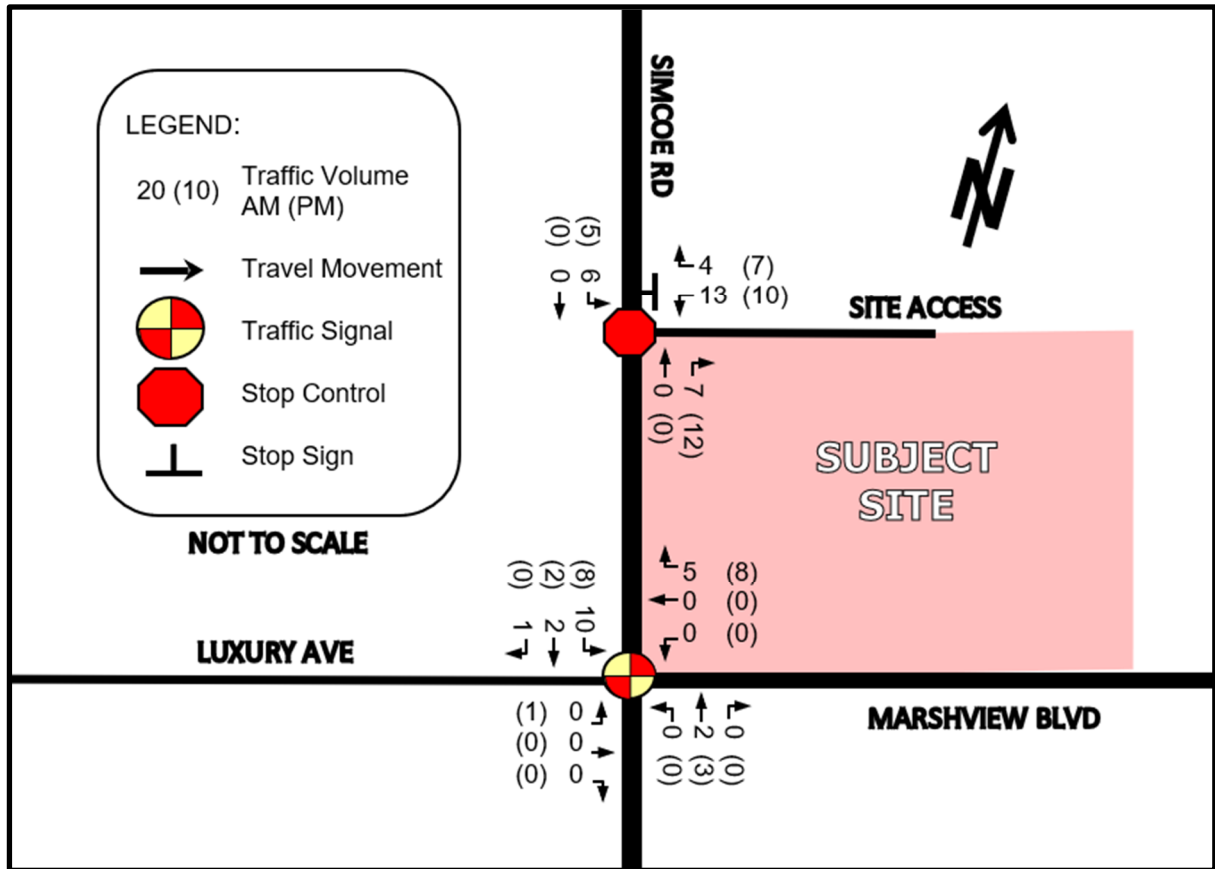 SIMCOE RD
LEGEND:
20 (10)
Traffic Volume
AM (PM)
Travel Movement
Traffic Signal
Stop Control
Stop Sign
NOT TO SCALE
N
(0) (5)
0 6
4 (7)
13 (10)
SITE ACCESS
0 (0)
7 (12)
SUBJECT
SITE
(0) (2) (8)
1 2 10
5 (8)
0 (0)
0 (0)
LUXURY AVE
MARSHVIEW BLVD
(1) 0
(0) 0
(0) 0
0 2 0
(0) (3) (0)